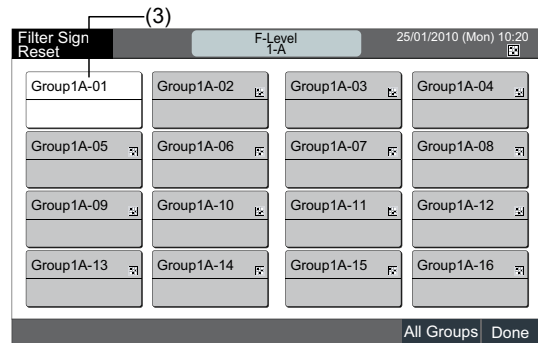 (3)
Filter Sign
Reset
F-Level
1-A
25/01/2010 (Mon) 10:20
Group1A-01
Group1A-02
Group1A-03
Group1A-04
Group1A-05
Group1A-06
Group1A-07
Group1A-08
Group1A-09
Group1A-10
Group1A-11
Group1A-12
Group1A-13
Group1A-14
Group1A-15
Group1A-16
All Groups
Done